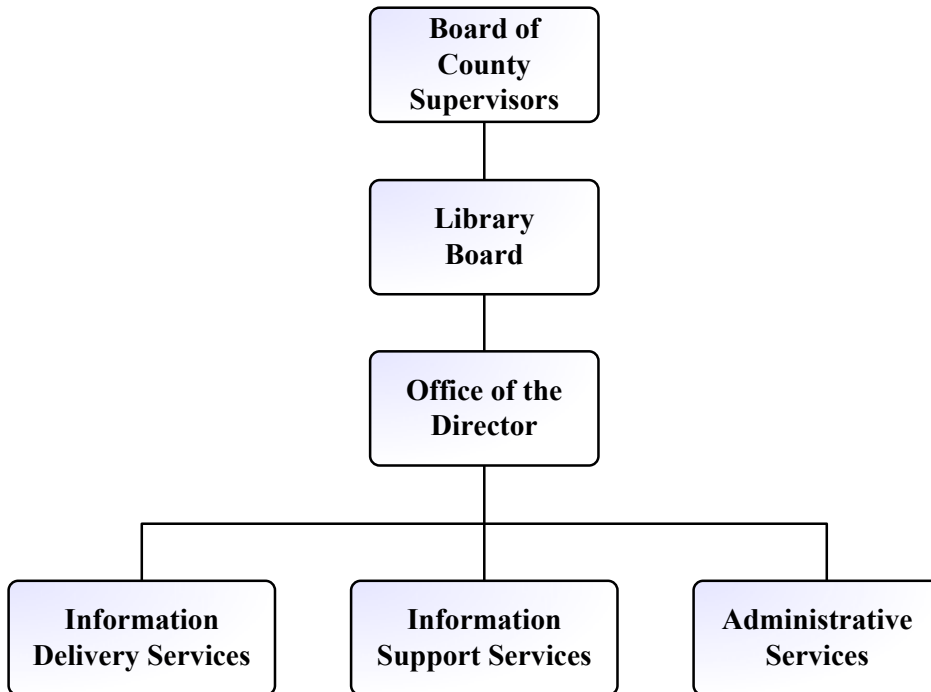 Board of
County
Supervisors
Library
Board
Office of the
Director
Information
Delivery Services
Information
Support Services
Administrative
Services